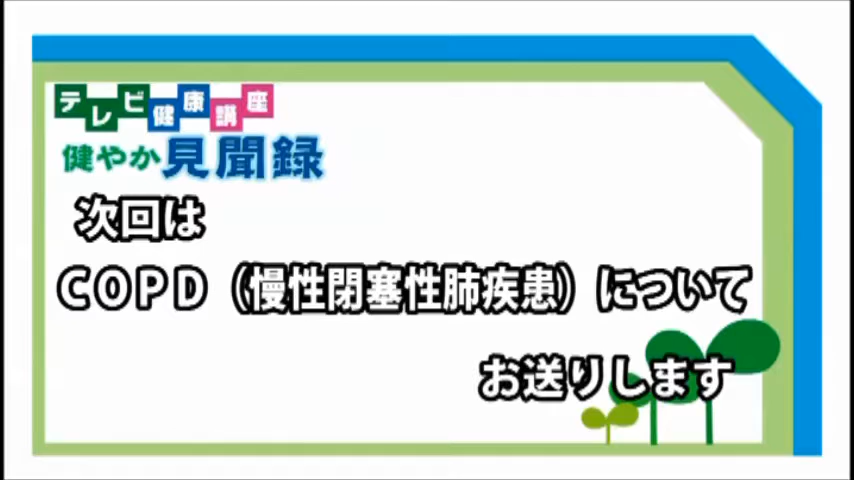 テレビ健康講座
健やか見聞録
次回は
ＣＯＰＤ（慢性閉塞性肺疾患）について
お送りします